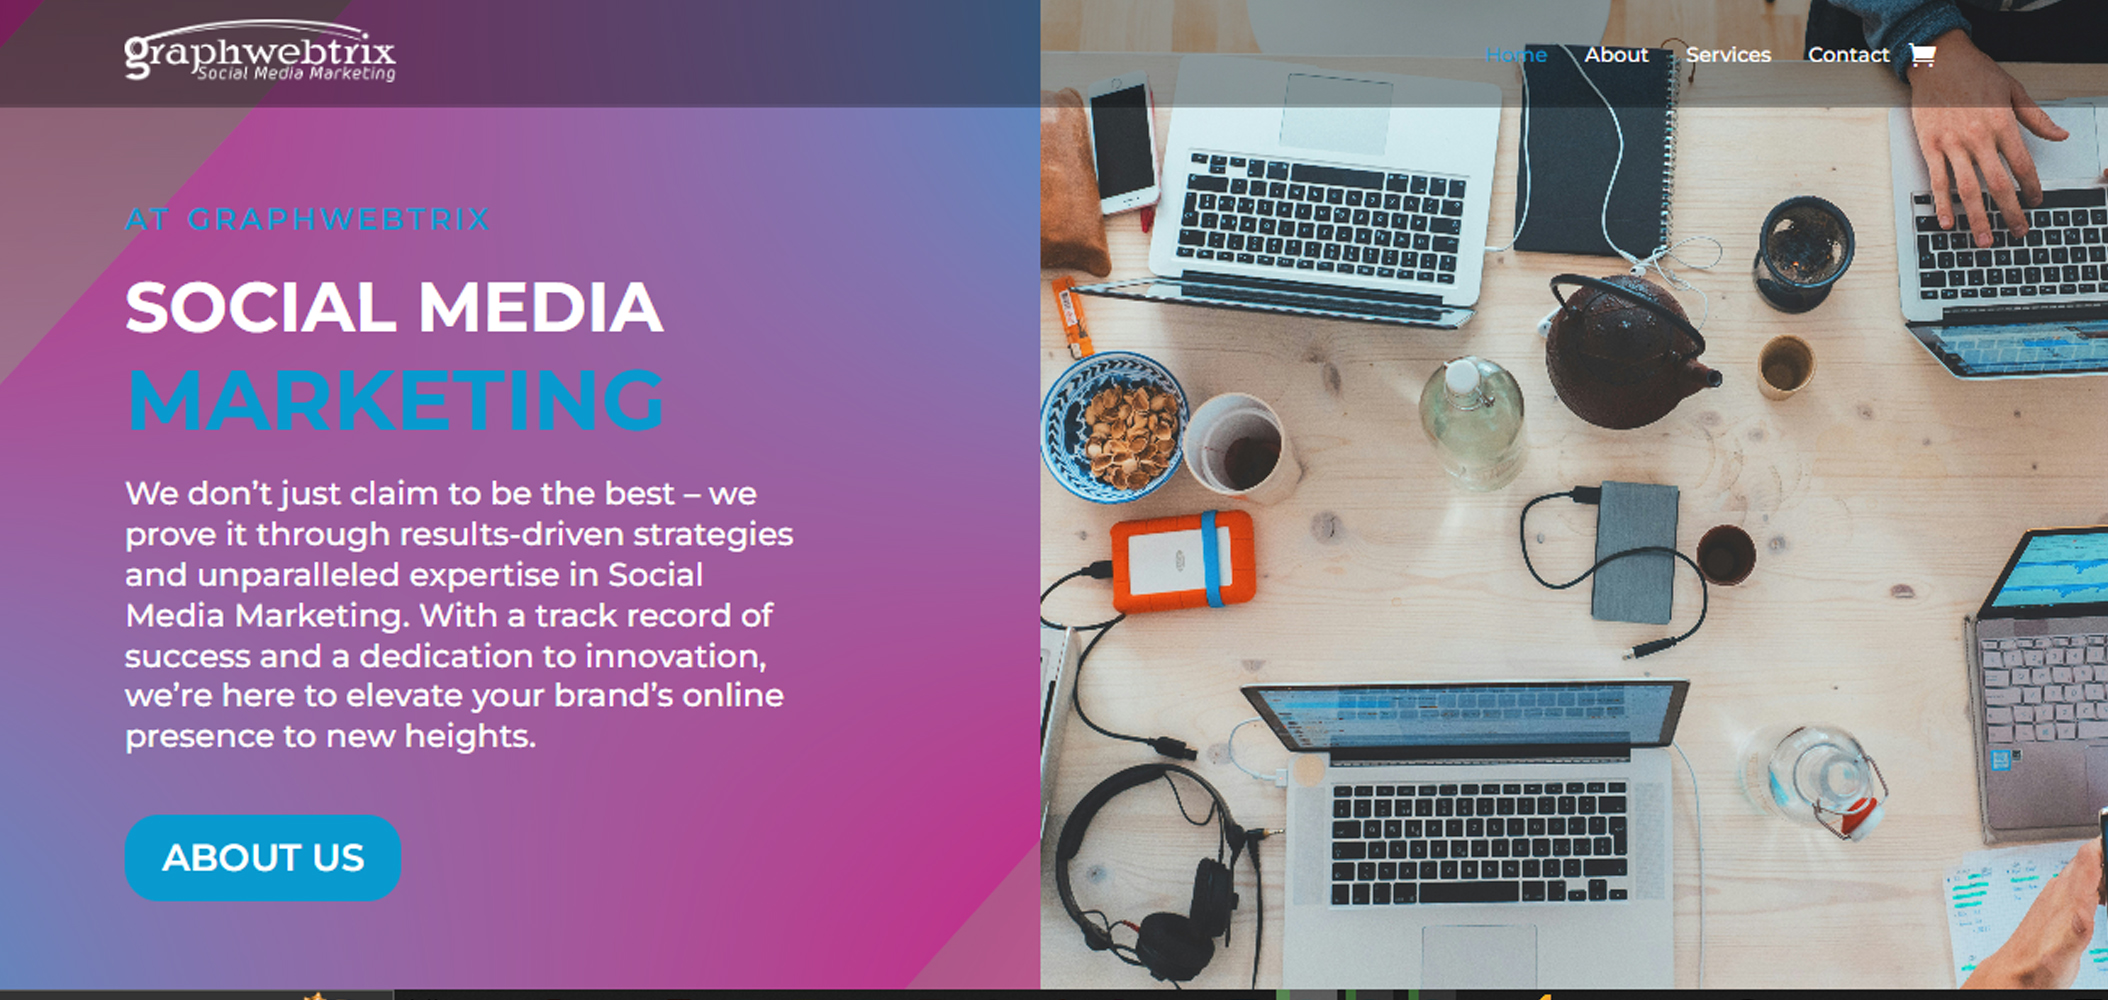 graphwebtrix
Social Media Marketing
Home About Services Contact
AT GRAPHWEBTRIX
SOCIAL MEDIA
MARKETING
We don’t just claim to be the best – we
prove it through results-driven strategies
and unparalleled expertise in Social
Media Marketing. With a track record of
success and a dedication to innovation,
we’re here to elevate your brand’s online
presence to new heights.
ABOUT US